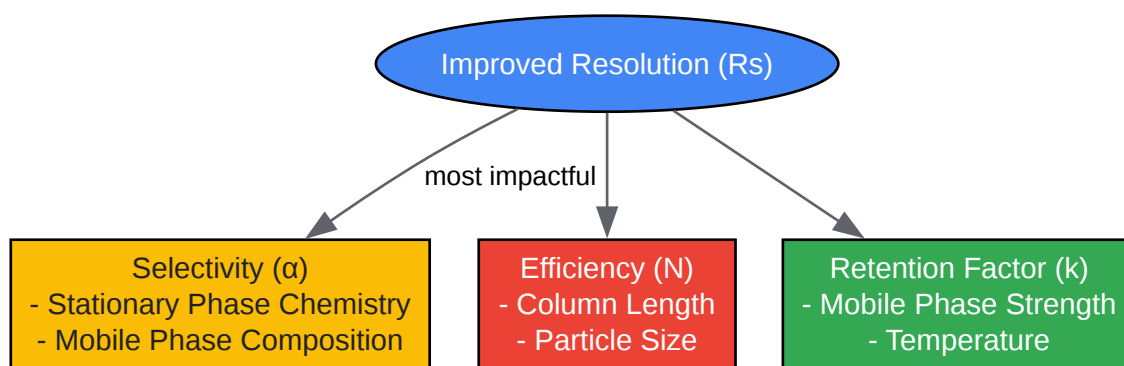 Improved Resolution (Rs)
most impactful
Selectivity (α)
- Stationary Phase Chemistry
- Mobile Phase Composition
Efficiency (N)
- Column Length
- Particle Size
Retention Factor (k)
- Mobile Phase Strength
- Temperature